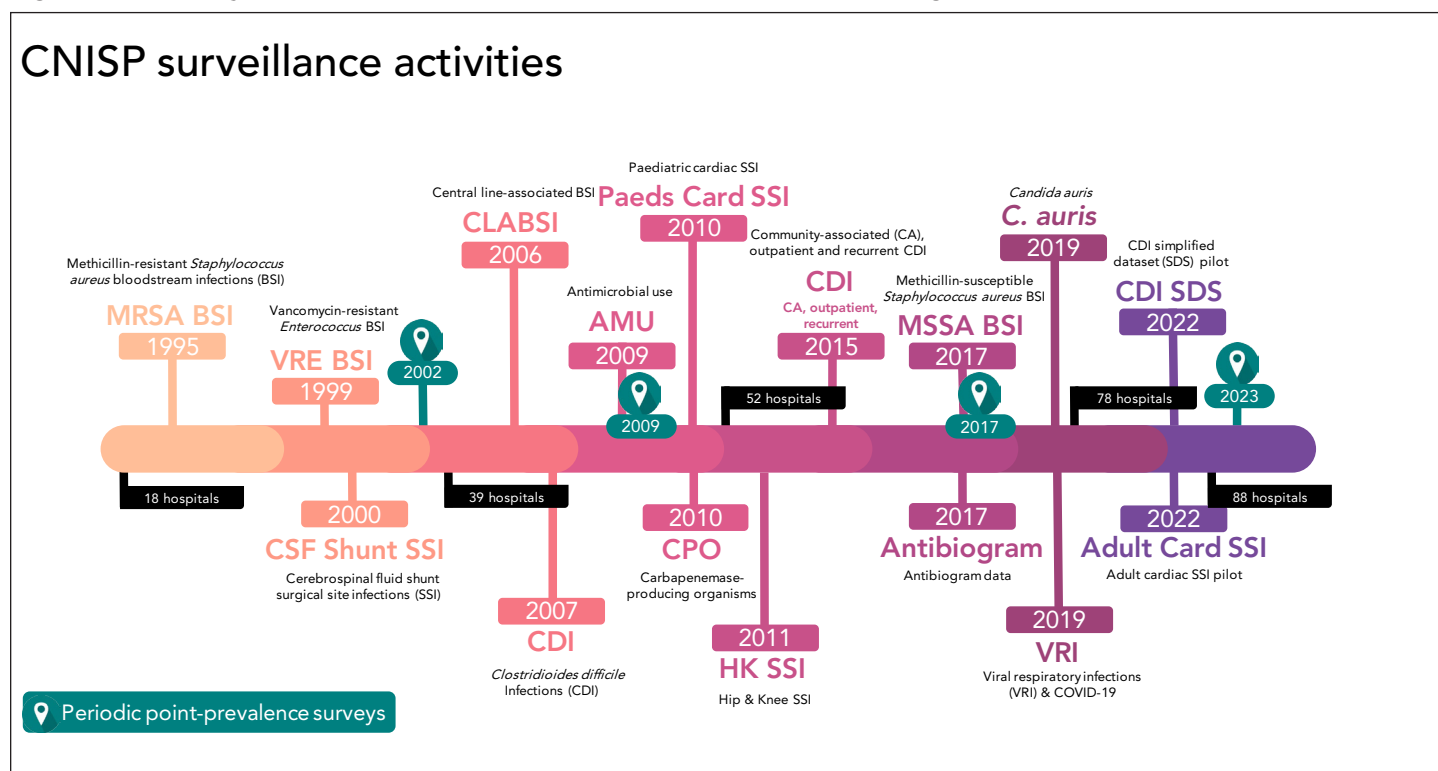 CNISP surveillance activities
Methicillin-resistant Staphylococcus
aureus bloodstream infections (BSI)
MRSA BSI
1995
18 hospitals
Vancomycin-resistant
Enterococcus BSI
VRE BSI
1999
2000
CSF Shunt SSI
Cerebrospinal fluid shunt
surgical site infections (SSI)
2002
39 hospitals
Central line-associated BSI
CLABSI
2006
2007
CDI
Clostridioides difficile
Infections (CDI)
Antimicrobial use
AMU
2009
2009
Paediatric cardiac SSI
Paeds Card SSI
2010
2010
CPO
Carbapenemase-
producing organisms
52 hospitals
2011
HK SSI
Hip & Knee SSI
Community-associated (CA),
outpatient and recurrent CDI
CDI
CA, outpatient,
recurrent
2015
Methicillin-susceptible
Staphylococcus aureus BSI
MSSA BSI
2017
2017
2017
Antibiogram
Antibiogram data
Candida auris
C. auris
2019
2019
VRI
Viral respiratory infections
(VRI) & COVID-19
78 hospitals
CDI simplified
dataset (SDS) pilot
CDI SDS
2022
2022
Adult Card SSI
Adult cardiac SSI pilot
2023
88 hospitals
Periodic point-prevalence surveys